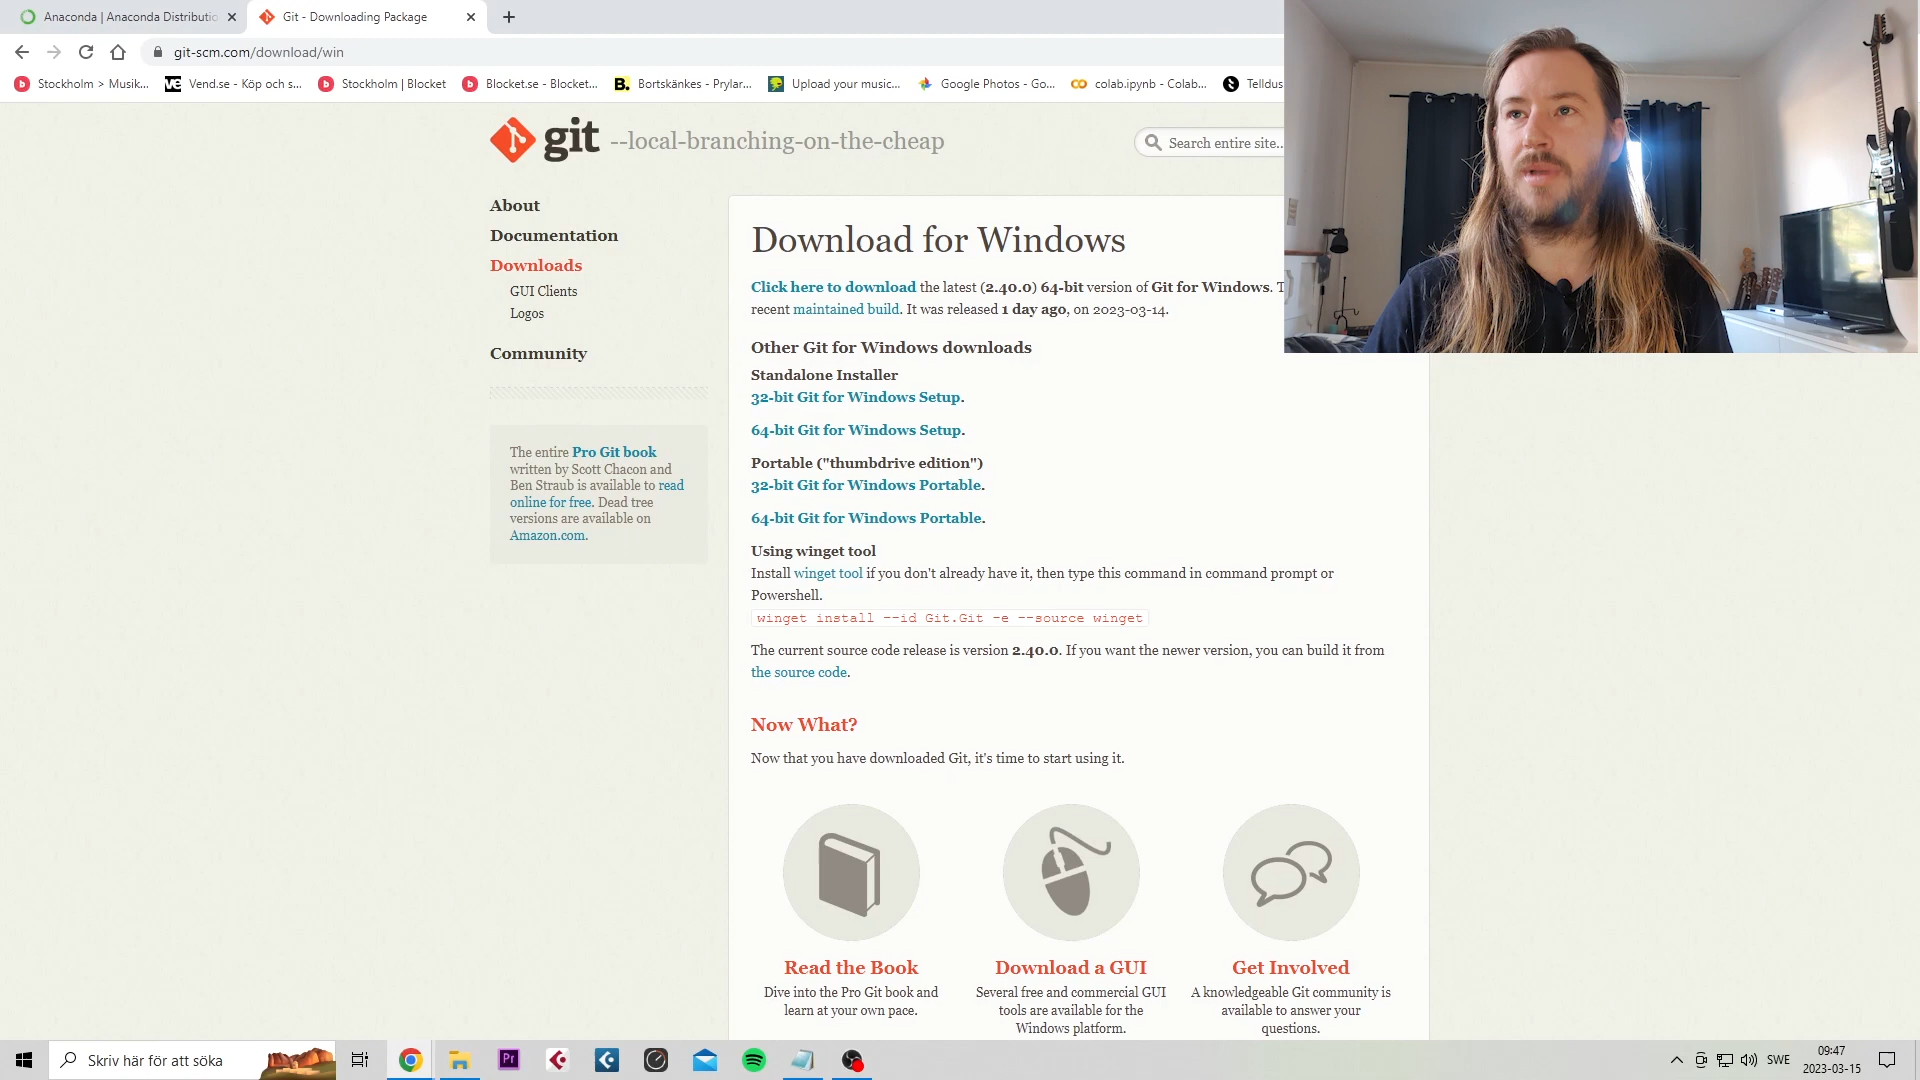 Anaconda | Anaconda Distributio
Git - Downloading Package
git-scm.com/download/win
Stockholm > Musik...
Vend.se - Köp och s...
Stockholm | Blocket
Blocket.se - Blocket...
Bortskänkes - Prylar...
Upload your music...
Google Photos - Go...
colab.ipynb - Colab...
Telldus
git --local-branching-on-the-cheap
Search entire site...
About
Documentation
Downloads
GUI Clients
Logos
Community
The entire Pro Git book
written by Scott Chacon and
Ben Straub is available to read
online for free. Dead tree
versions are available on
Amazon.com.
Download for Windows
Click here to download the latest (2.40.0) 64-bit version of Git for Windows. T
recent maintained build. It was released 1 day ago, on 2023-03-14.
Other Git for Windows downloads
Standalone Installer
32-bit Git for Windows Setup.
64-bit Git for Windows Setup.
Portable ("thumbdrive edition")
32-bit Git for Windows Portable.
64-bit Git for Windows Portable.
Using winget tool
Install winget tool if you don't already have it, then type this command in command prompt or
Powershell.
winget install --id Git.Git -e --source winget
The current source code release is version 2.40.0. If you want the newer version, you can build it from
the source code.
Now What?
Now that you have downloaded Git, it's time to start using it.
Read the Book
Dive into the Pro Git book and
learn at your own pace.
Download a GUI
Several free and commercial GUI
tools are available for the
Windows platform.
Get Involved
A knowledgeable Git community is
available to answer your
questions.
Skriv här för att söka
Pr
SWE
09:47
2023-03-15